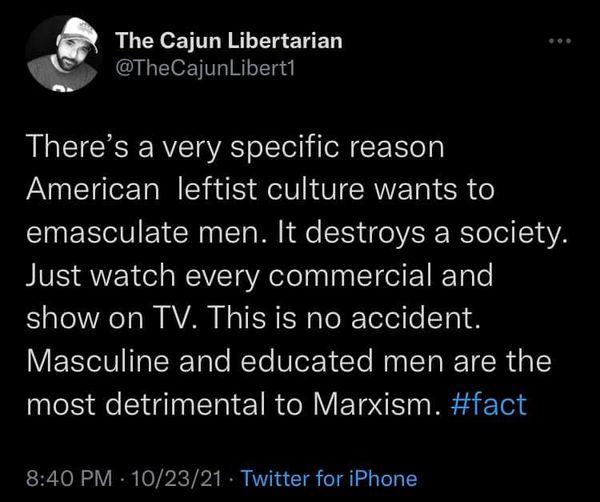 The Cajun Libertarian
@TheCajunLibert1
There’s a very specific reason
American  leftist culture wants to
emasculate men. It destroys a society.
Just watch every commercial and
show on TV. This is no accident.
Masculine and educated men are the
most detrimental to Marxism. #fact
8:40 PM · 10/23/21 · Twitter for iPhone